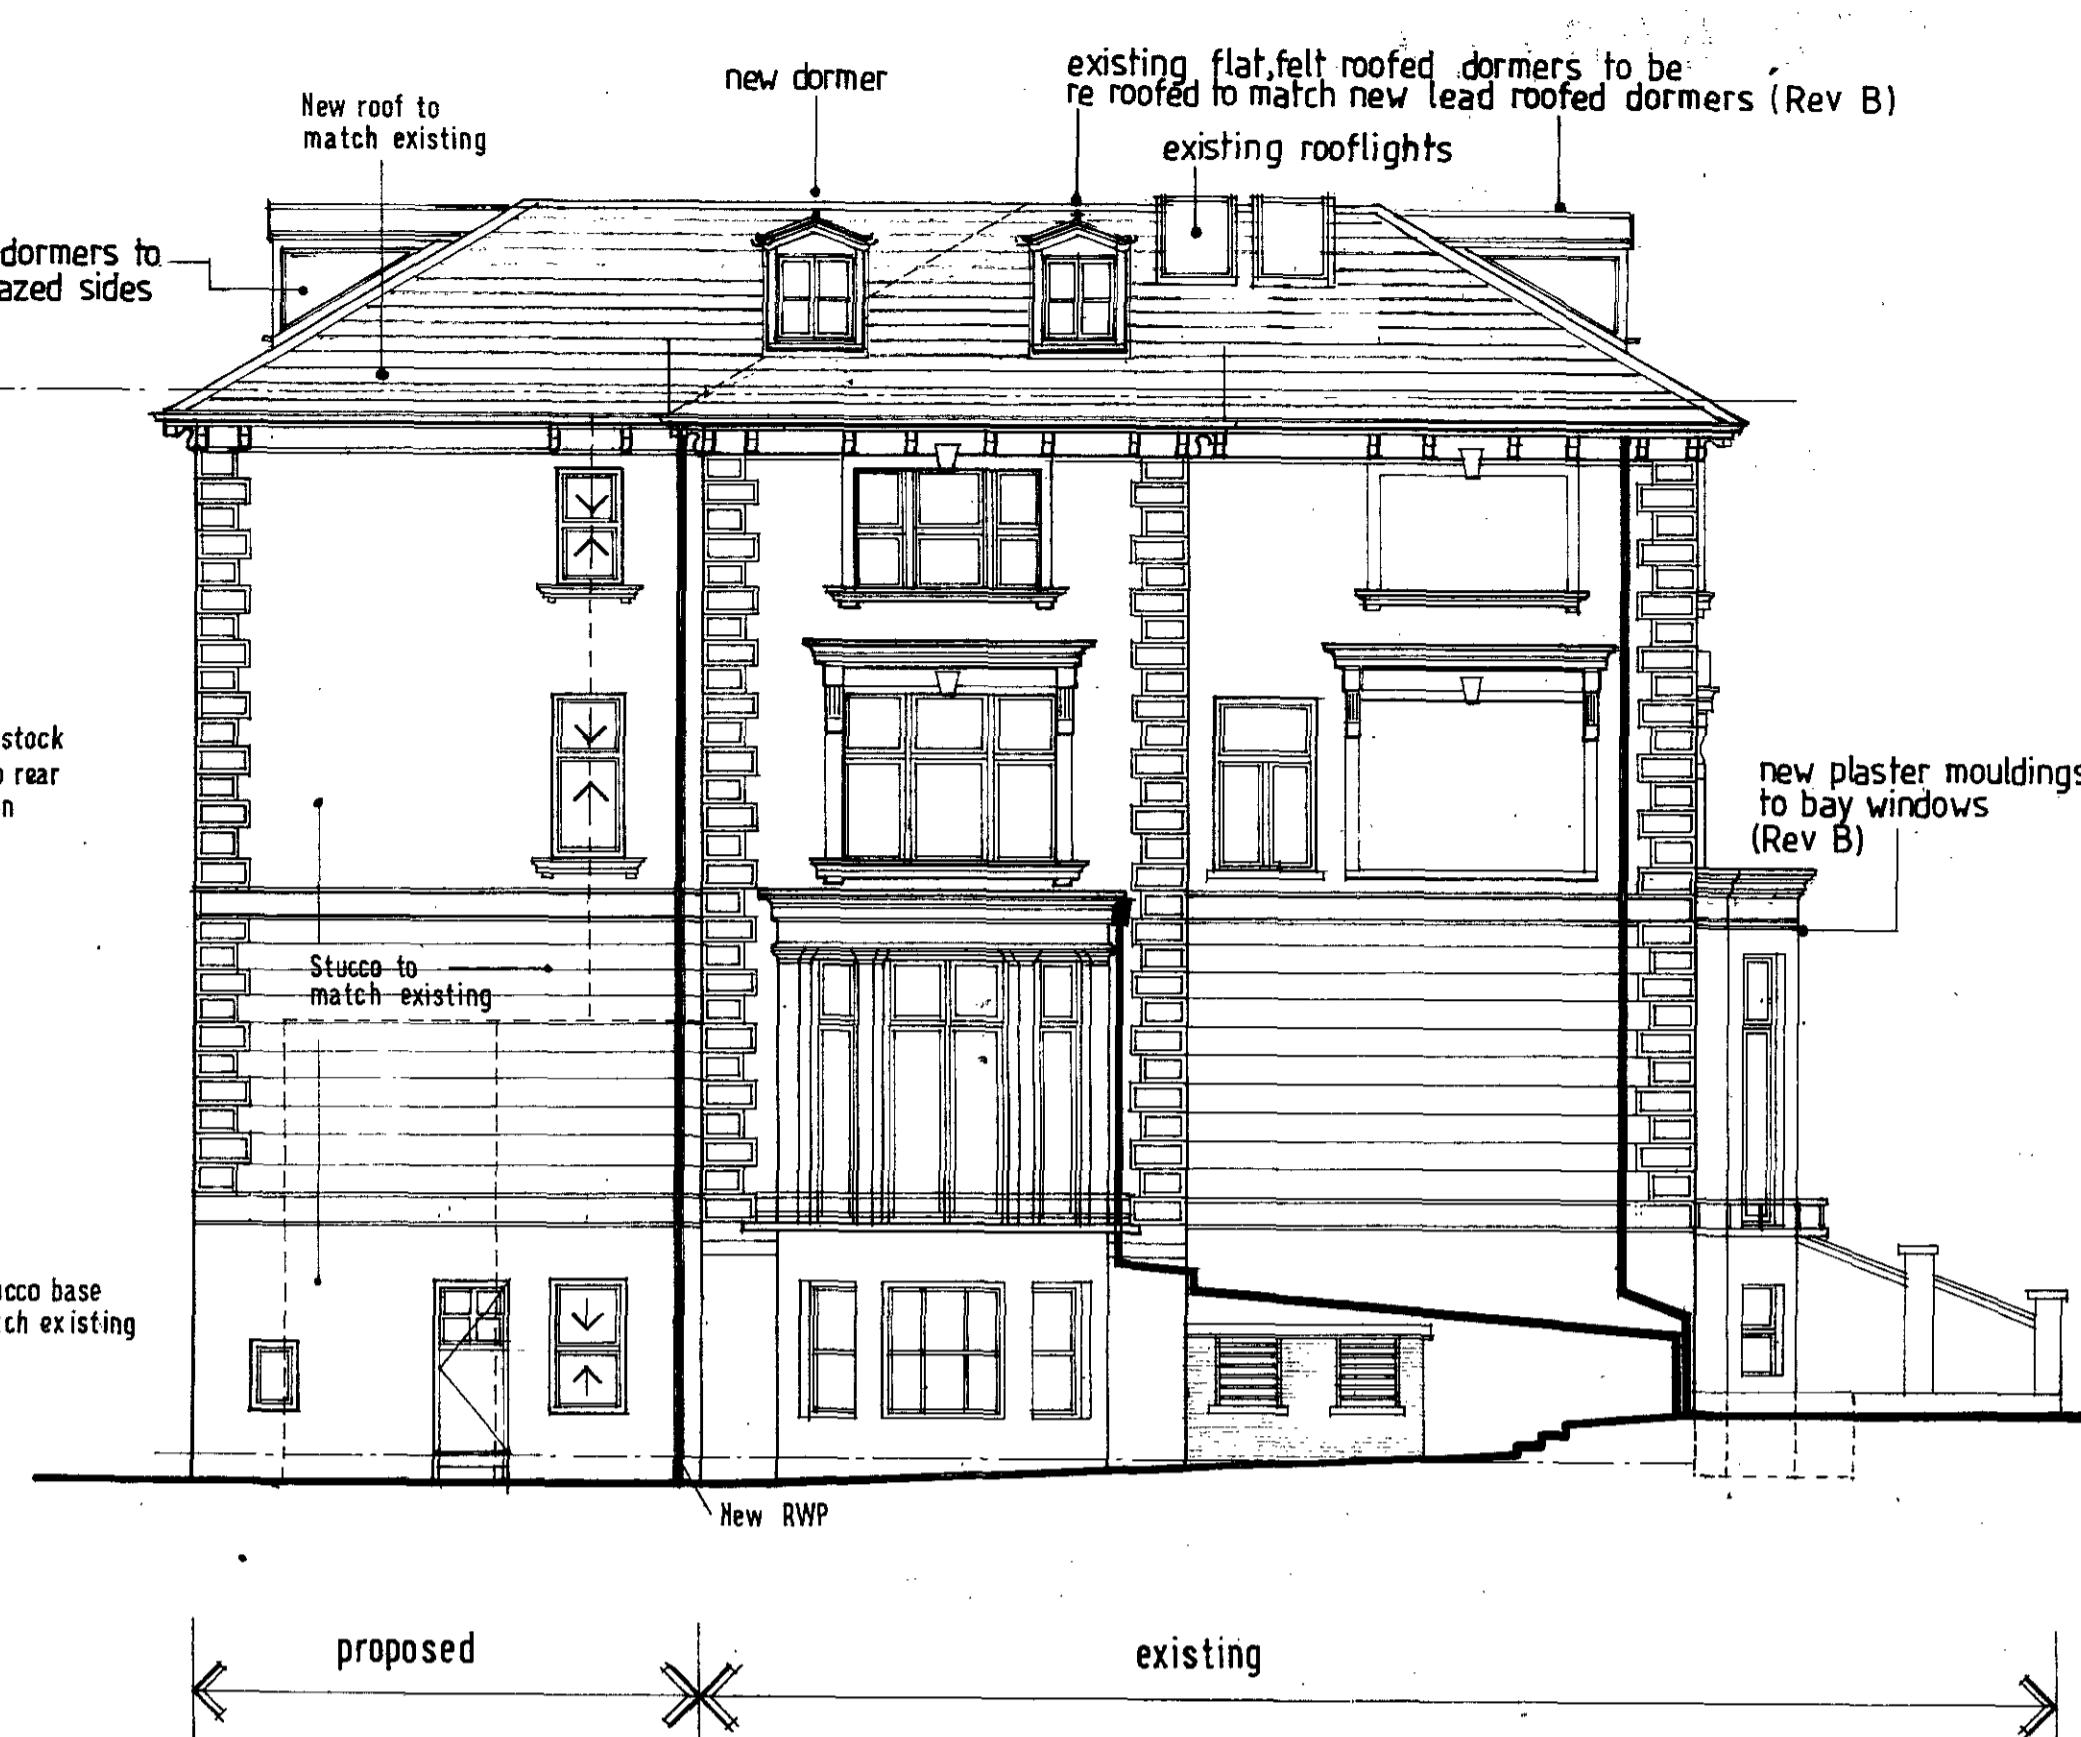 new dormer
existing flat,felt roofed dormers to be
re roofed to match new lead roofed dormers (Rev B)
New roof to
match existing
existing rooflights
dormers to
azed sides
stock
rear
n
new plaster mouldings
to bay windows
(Rev B)
Stucco to
match existing
cco base
ch existing
New RWP
proposed
existing